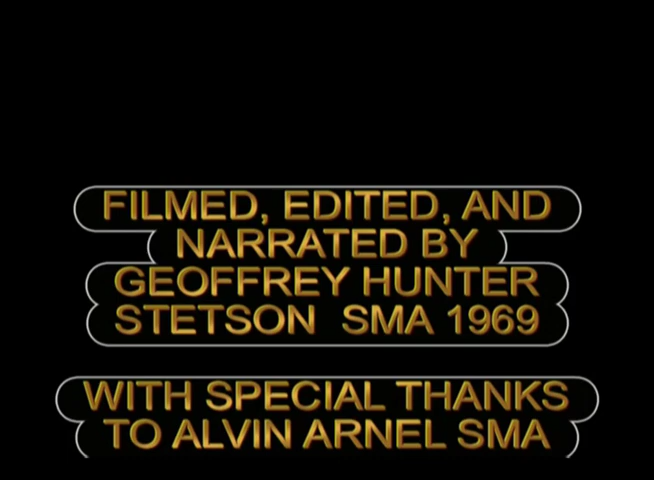 FILMED, EDITED, AND
NARRATED BY
GEOFFREY HUNTER
STETSON  SMA 1969
WITH SPECIAL THANKS
TO ALVIN ARNEL SMA